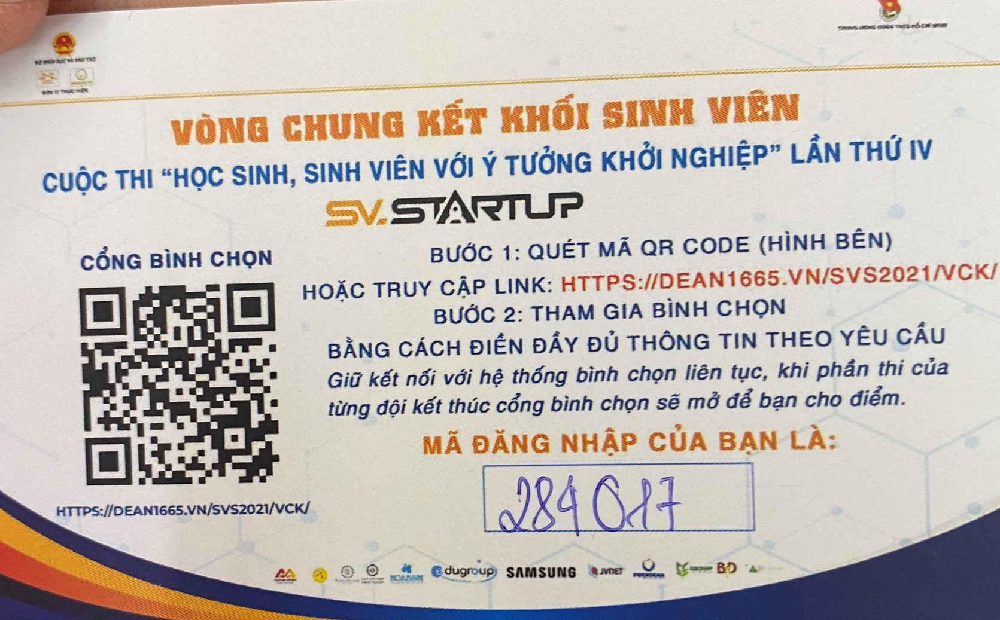 BỘ GIÁO DỤC VÀ ĐÀO TẠO
ĐƠN VỊ THỰC HIỆN
TRUNG ƯƠNG ĐOÀN TNCS HỒ CHÍ MINH
VÒNG CHUNG KẾT KHỐI SINH VIÊN
CUỘC THI “HỌC SINH, SINH VIÊN VỚI Ý TƯỞNG KHỞI NGHIỆP” LẦN THỨ IV
SV.STARTUP
CỔNG BÌNH CHỌN
BƯỚC 1: QUÉT MÃ QR CODE (HÌNH BÊN)
HOẶC TRUY CẬP LINK: HTTPS://DEAN1665.VN/SVS2021/VCK/
BƯỚC 2: THAM GIA BÌNH CHỌN
BẰNG CÁCH ĐIỀN ĐẦY ĐỦ THÔNG TIN THEO YÊU CẦU
Giữ kết nối với hệ thống bình chọn liên tục, khi phần thi của
từng đội kết thúc cổng bình chọn sẽ mở để bạn cho điểm.
MÃ ĐĂNG NHẬP CỦA BẠN LÀ:
284017
HTTPS://DEAN1665.VN/SVS2021/VCK/
edugroup SAMSUNG JVNET GROUP BD